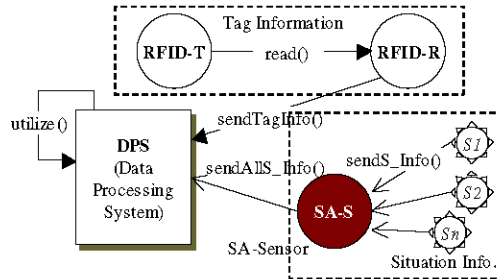 Tag Information
RFID-T
read()
RFID-R
utilize()
DPS
(Data
Processing
System)
sendTagInfo()
sendAllS_Info()
sendS_Info()
S1
S2
Sn
SA-S
SA-Sensor
Situation Info.